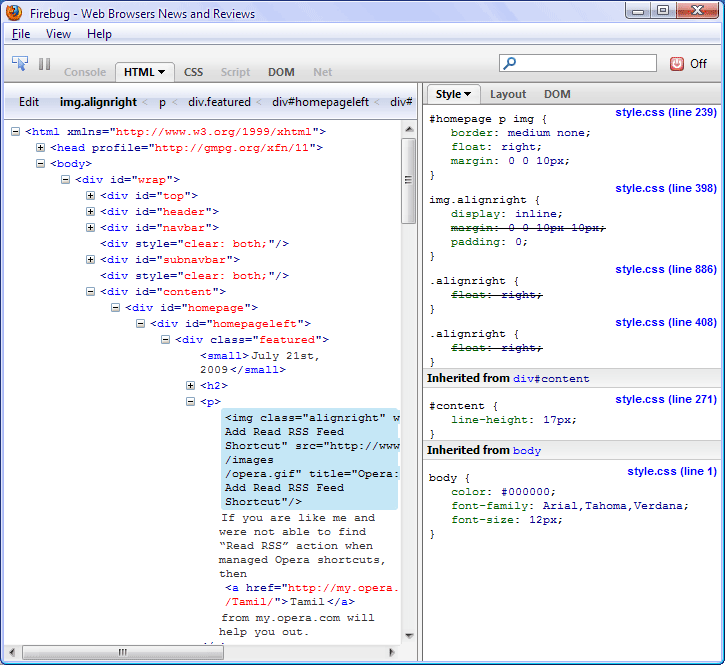 Firebug - Web Browsers News and Reviews
File View Help
Console HTML CSS Script DOM Net Off
Edit img.alignright < p < div.featured < div#homepageleft < div#
<html xmlns="http://www.w3.org/1999/xhtml">
<head profile="http://gmpg.org/xfn/11">
<body>
<div id="wrap">
<div id="top">
<div id="header">
<div id="navbar">
<div style="clear: both;"/>
<div id="subnavbar">
<div style="clear: both;"/>
<div id="content">
<div id="homepage">
<div id="homepageleft">
<div class="featured">
<small>July 21st,
2009</small>
<h2>
<p>
<img class="alignright" w
Add Read RSS Feed
Shortcut" src="http://www
/images
/opera.gif" title="Opera:
Add Read RSS Feed
Shortcut"/>
If you are like me and
were not able to find
“Read RSS” action when
managed Opera shortcuts,
then
<a href="http://my.opera.
/Tamil/">Tamil</a>
from my.opera.com will
help you out.
Style Layout DOM
style.css (line 239)
#homepage p img {
border: medium none;
float: right;
margin: 0 0 10px;
}
style.css (line 398)
img.alignright {
display: inline;
margin: 0 0 10px 10px;
padding: 0;
}
style.css (line 886)
.alignright {
float: right;
}
style.css (line 408)
.alignright {
float: right;
}
Inherited from div#content
style.css (line 271)
#content {
line-height: 17px;
}
Inherited from body
style.css (line 1)
body {
color: #000000;
font-family: Arial,Tahoma,Verdana;
font-size: 12px;
}